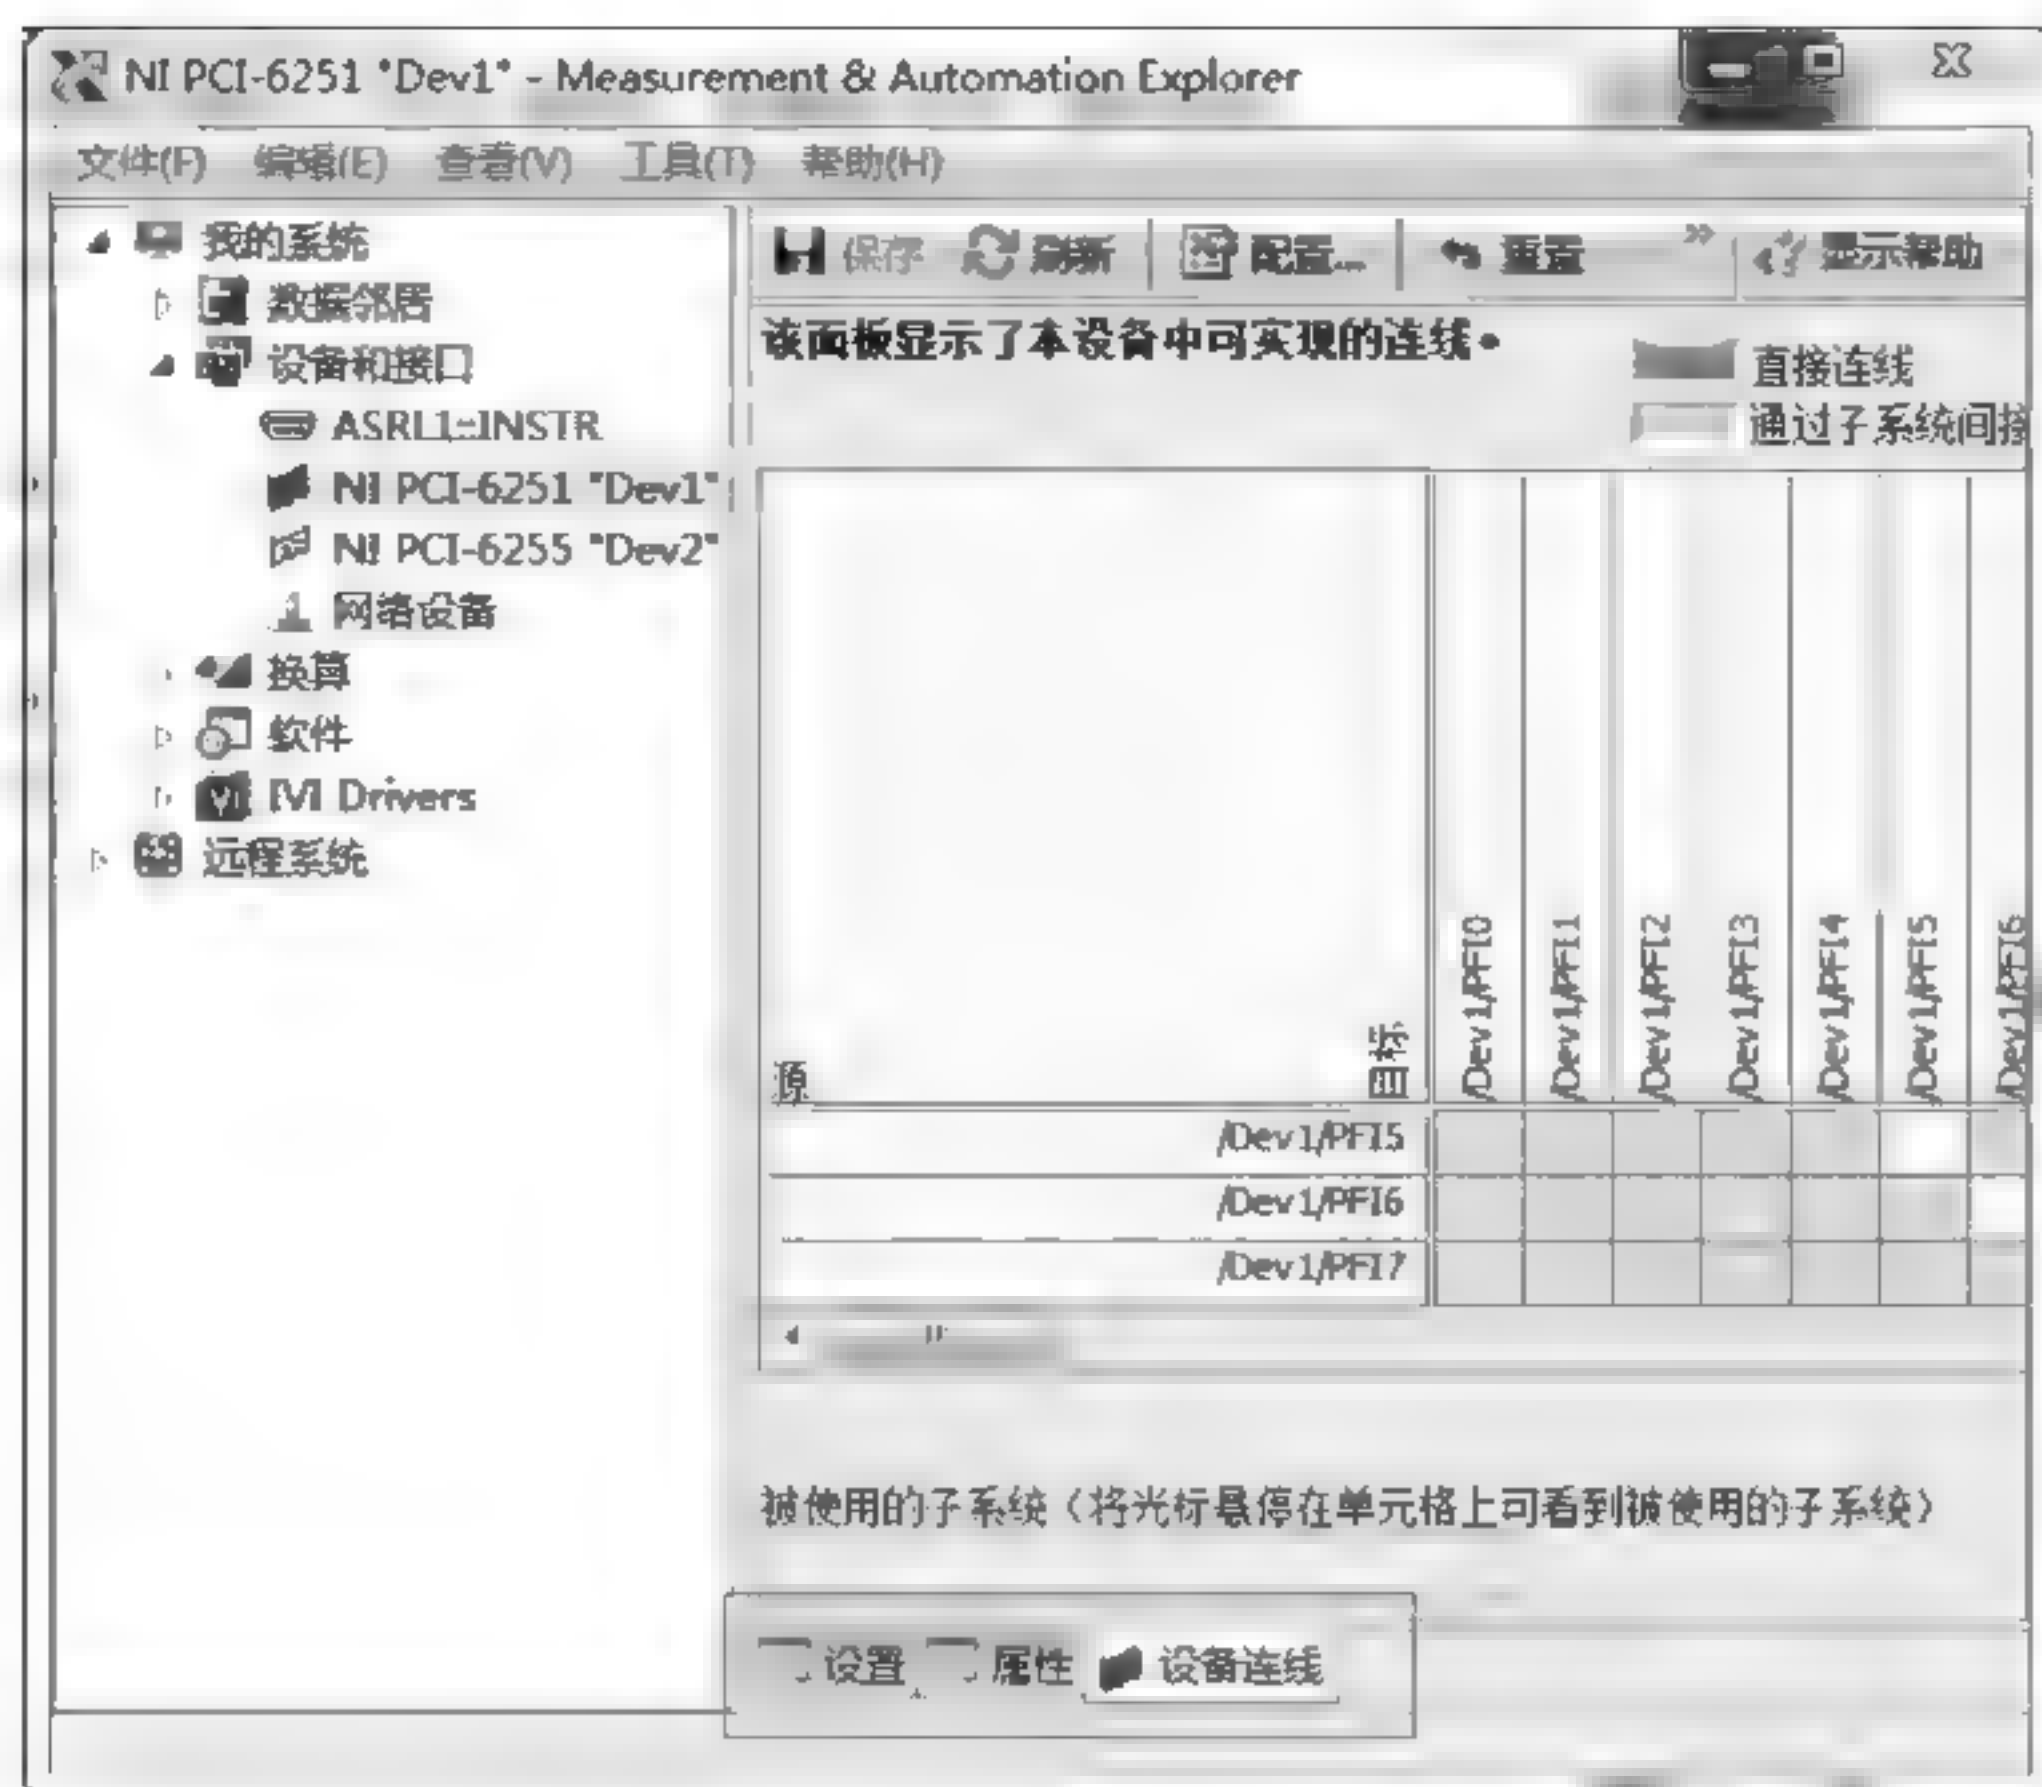 NI PCI-6251 "Dev1" - Measurement & Automation Explorer
文件(F) 编辑(E) 查看(V) 工具(T) 帮助(H)
我的系统
数据邻居
设备和接口
ASRL1::INSTR
NI PCI-6251 "Dev1"
NI PCI-6255 "Dev2"
网络设备
换算
软件
IVI Drivers
远程系统
保存 刷新 配置... 重置 » 显示帮助
该面板显示了本设备中可实现的连线。
直接连线
通过子系统间接
源 目标 /Dev1/PFI0 /Dev1/PFI1 /Dev1/PFI2 /Dev1/PFI3 /Dev1/PFI4 /Dev1/PFI5 /Dev1/PFI6
/Dev1/PFI5
/Dev1/PFI6
/Dev1/PFI7
被使用的子系统（将光标悬停在单元格上可看到被使用的子系统）
设置 属性 设备连线